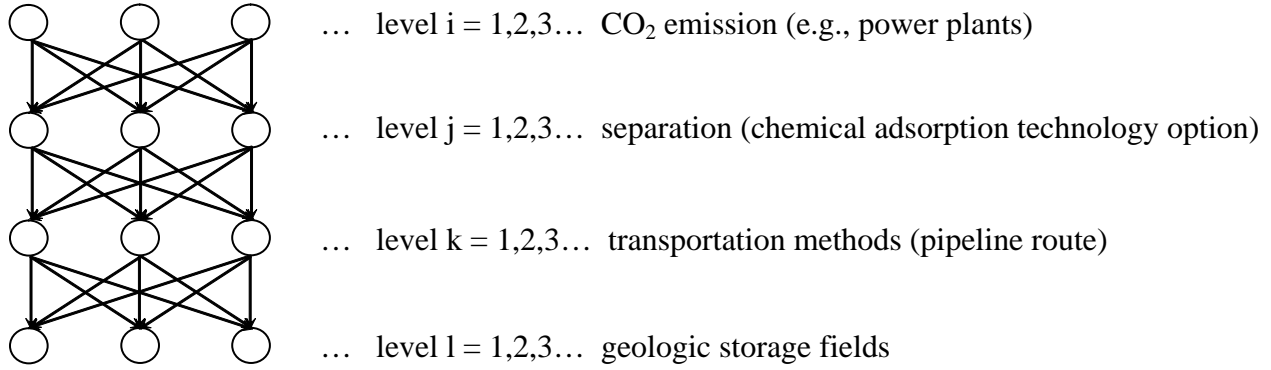 … level i = 1,2,3… CO₂ emission (e.g., power plants)
… level j = 1,2,3… separation (chemical adsorption technology option)
… level k = 1,2,3… transportation methods (pipeline route)
… level l = 1,2,3… geologic storage fields